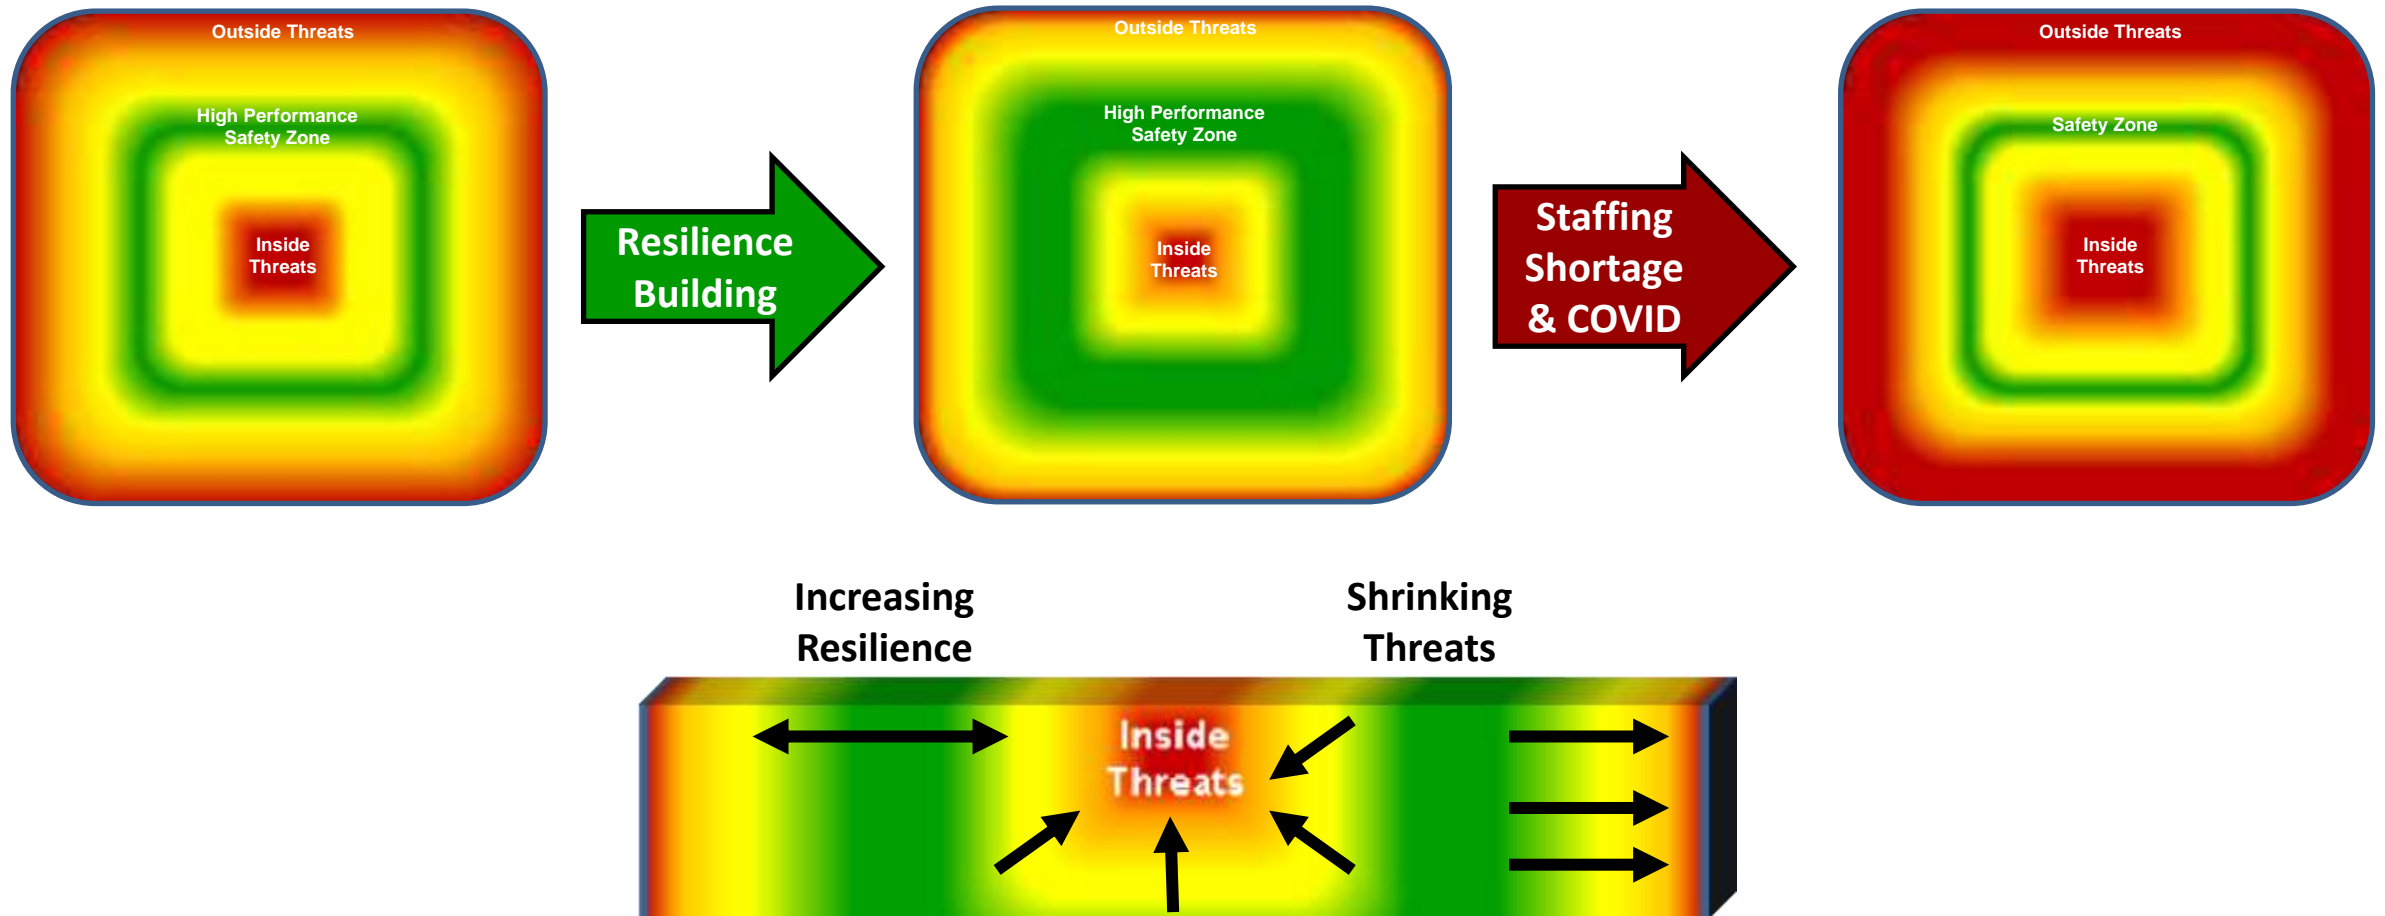 Outside Threats
High Performance
Safety Zone
Inside
Threats
Resilience
Building
Outside Threats
High Performance
Safety Zone
Inside
Threats
Staffing
Shortage
& COVID
Outside Threats
Safety Zone
Inside
Threats
Increasing
Resilience
Shrinking
Threats
Inside
Threats